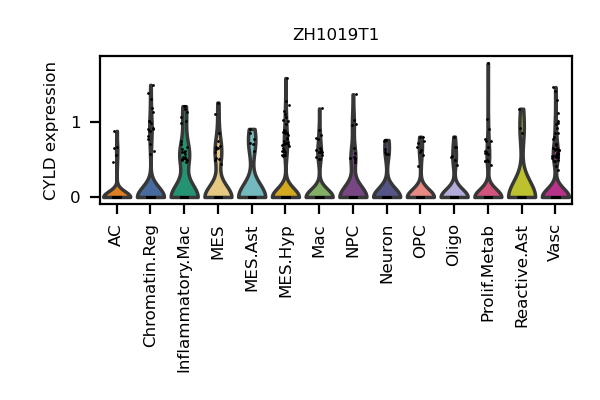 ZH1019T1
CYLD expression
1
0
AC
Chromatin.Reg
Inflammatory.Mac
MES
MES.Ast
MES.Hyp
Mac
NPC
Neuron
OPC
Oligo
Prolif.Metab
Reactive.Ast
Vasc